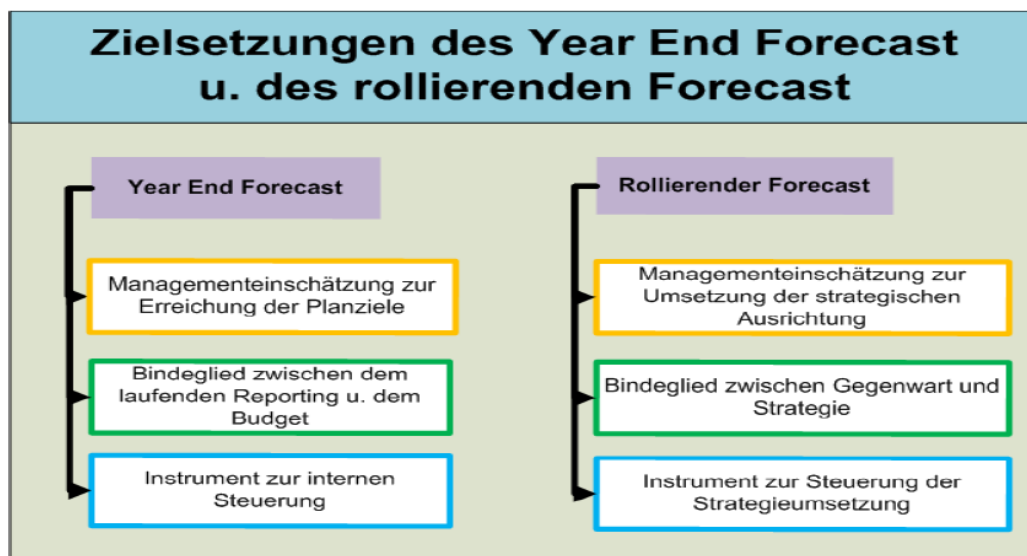 Zielsetzungen des Year End Forecast
u. des rollierenden Forecast
Year End Forecast
Managementeinschätzung zur
Erreichung der Planziele
Bindeglied zwischen dem
laufenden Reporting u. dem
Budget
Instrument zur internen
Steuerung
Rollierender Forecast
Managementeinschätzung zur
Umsetzung der strategischen
Ausrichtung
Bindeglied zwischen Gegenwart und
Strategie
Instrument zur Steuerung der
Strategieumsetzung